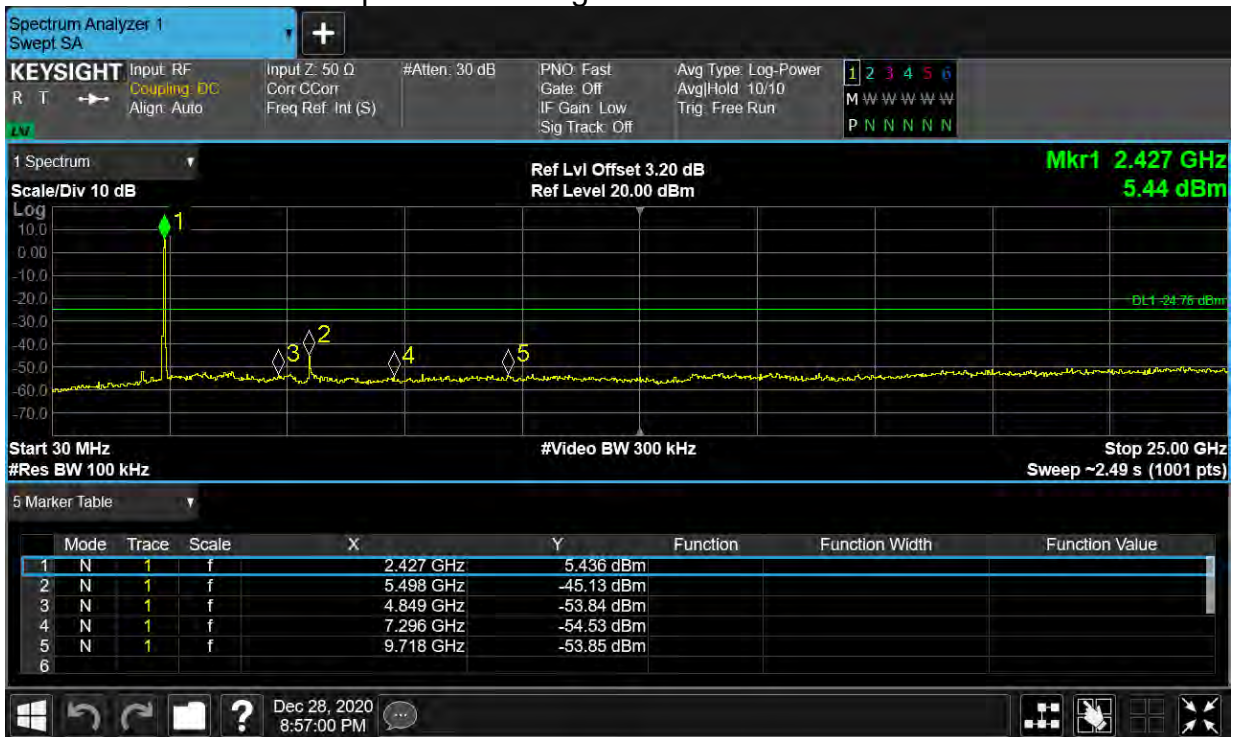 Spectrum Analyzer 1
Swept SA
+
KEYSIGHT Input: RF Input Z: 50 Ω #Atten: 30 dB PNO: Fast Avg Type: Log-Power 1 2 3 4 5 6
R T Coupling: DC Corr CCorr Gate: Off Avg|Hold: 10/10 M W W W W W
Align: Auto Freq Ref: Int (S) IF Gain: Low Trig: Free Run P N N N N N
Sig Track: Off
LXI
1 Spectrum Ref Lvl Offset 3.20 dB Mkr1 2.427 GHz
Scale/Div 10 dB Ref Level 20.00 dBm 5.44 dBm
Log
10.0 1
0.00
-10.0
-20.0 DL1 -24.76 dBm
-30.0
-40.0 2
-50.0 3 4 5
-60.0
-70.0
Start 30 MHz #Video BW 300 kHz Stop 25.00 GHz
#Res BW 100 kHz Sweep ~2.49 s (1001 pts)
5 Marker Table
Mode Trace Scale X Y Function Function Width Function Value
1 N 1 f 2.427 GHz 5.436 dBm
2 N 1 f 5.498 GHz -45.13 dBm
3 N 1 f 4.849 GHz -53.84 dBm
4 N 1 f 7.296 GHz -54.53 dBm
5 N 1 f 9.718 GHz -53.85 dBm
6
? Dec 28, 2020
8:57:00 PM